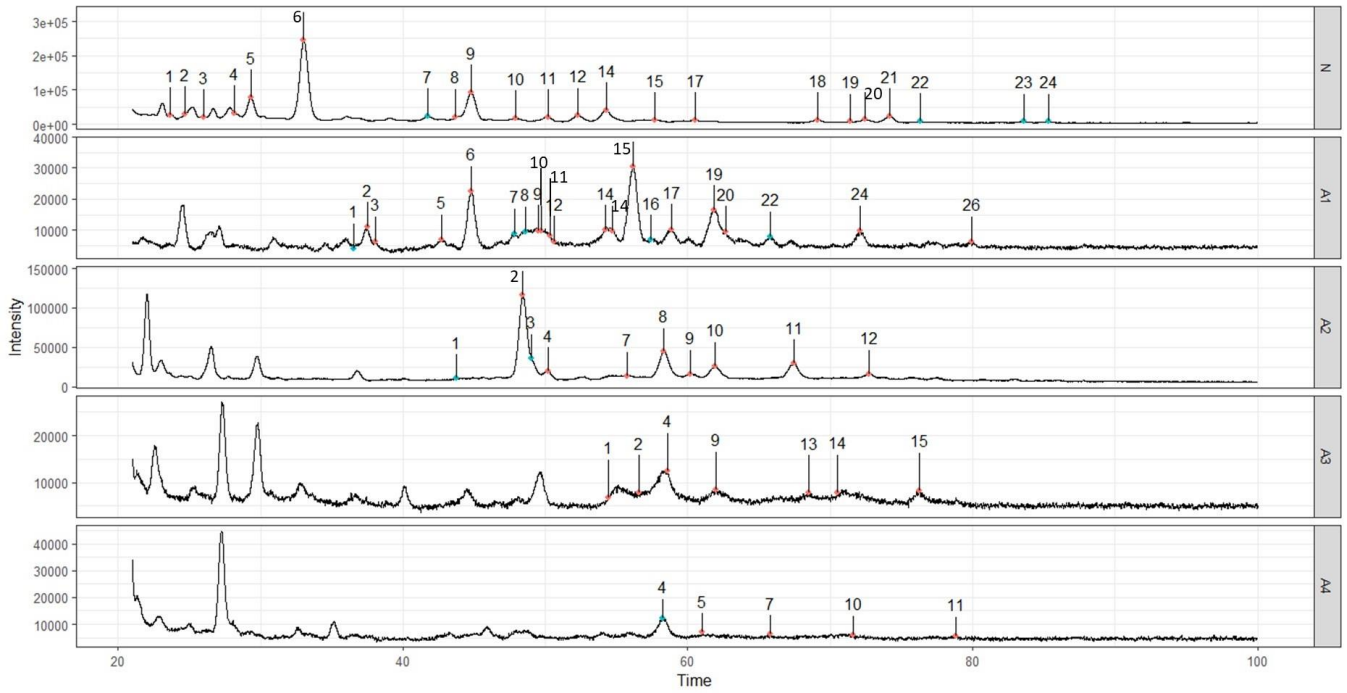 3e+05
2e+05
1e+05
0e+00
1 2 3 4 5 6 7 8 9 10 11 12 14 15 17 18 19 20 21 22 23 24
N
40000
30000
20000
10000
1 2 3 5 6 7 8 9 10 11 12 14 14 15 16 17 19 20 22 24 26
A1
150000
100000
50000
0
1 2 3 4 7 8 9 10 11 12
A2
20000
10000
1 2 4 9 13 14 15
A3
40000
30000
20000
10000
4 5 7 10 11
A4
Intensity
20 40 60 80 100
Time